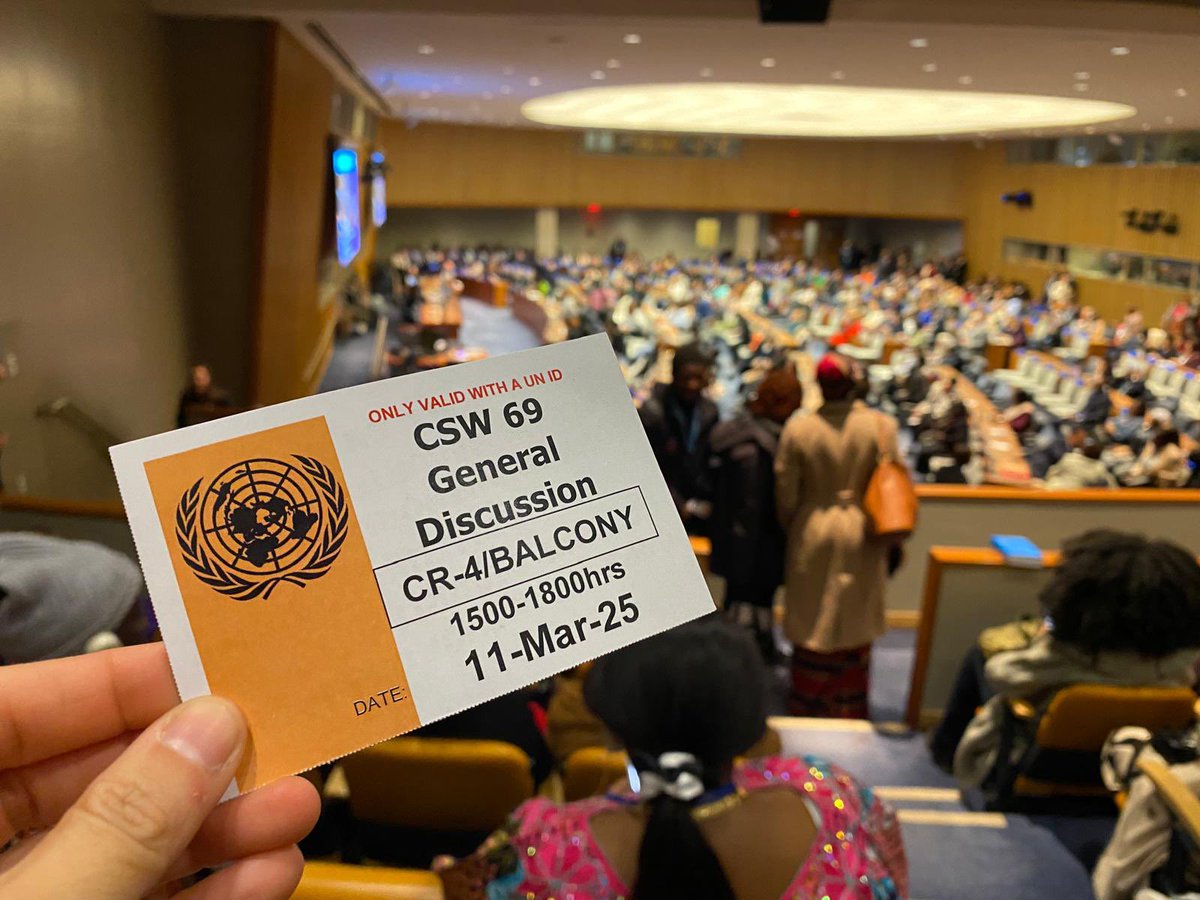 ONLY VALID WITH A UN ID
CSW 69
General
Discussion
CR-4/BALCONY
1500-1800hrs
11-Mar-25
DATE: